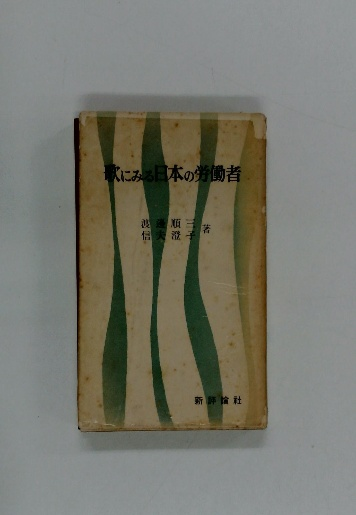 歌にみる日本の労働者
渡邊順三
信夫澄子 著
新評論社